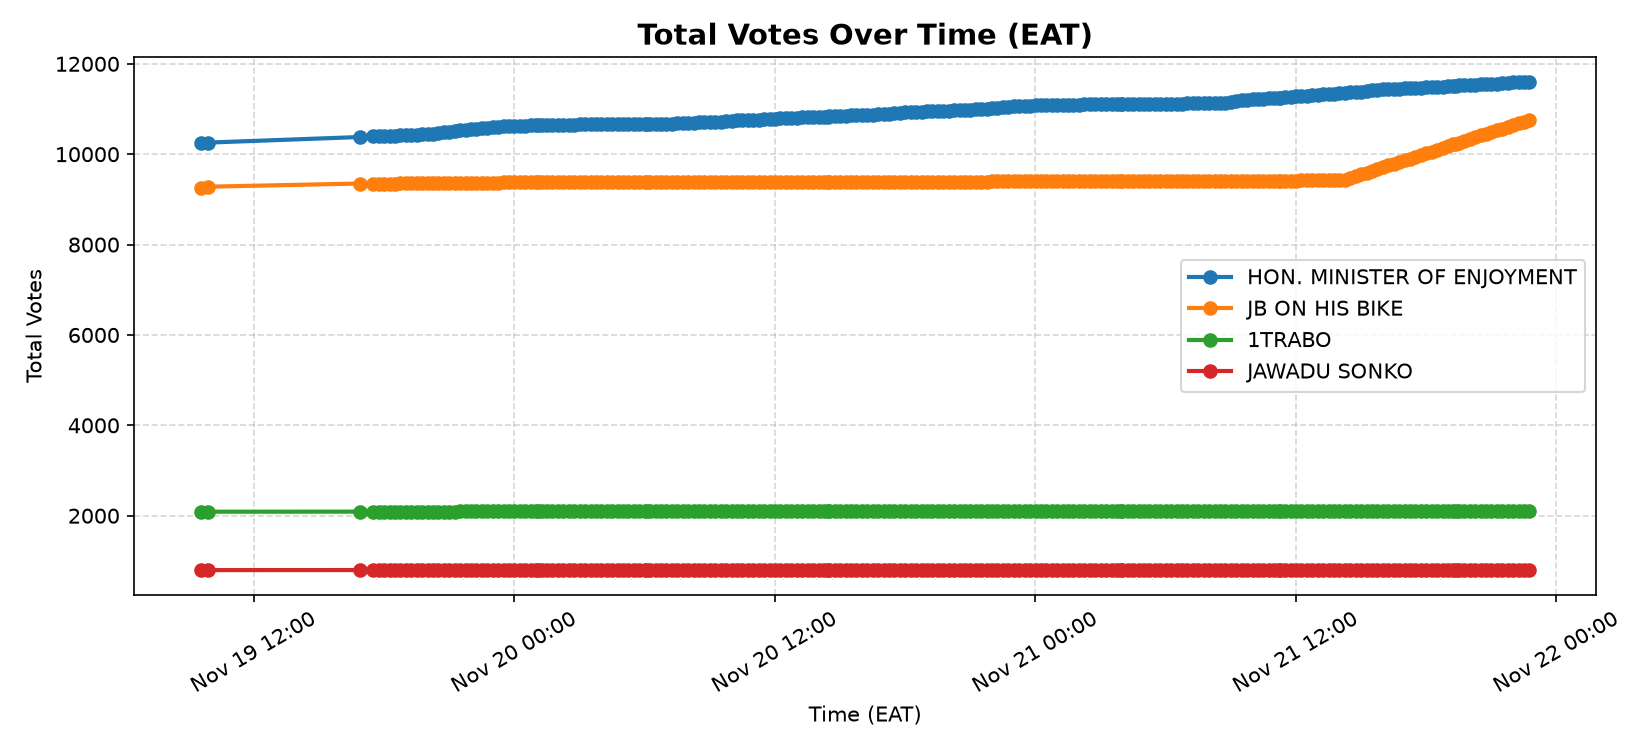 Total Votes Over Time (EAT)
12000
10000
8000
6000
4000
2000
Total Votes
HON. MINISTER OF ENJOYMENT
JB ON HIS BIKE
1TRABO
JAWADU SONKO
Nov 19 12:00
Nov 20 00:00
Nov 20 12:00
Nov 21 00:00
Nov 21 12:00
Nov 22 00:00
Time (EAT)